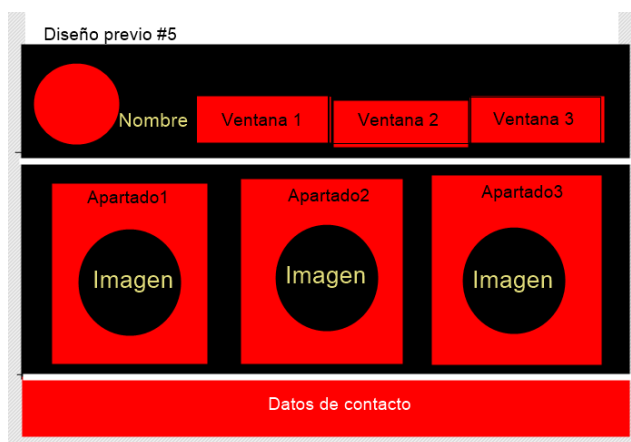 Diseño previo #5
Nombre
Ventana 1
Ventana 2
Ventana 3
Apartado1
Apartado2
Apartado3
Imagen
Imagen
Imagen
Datos de contacto